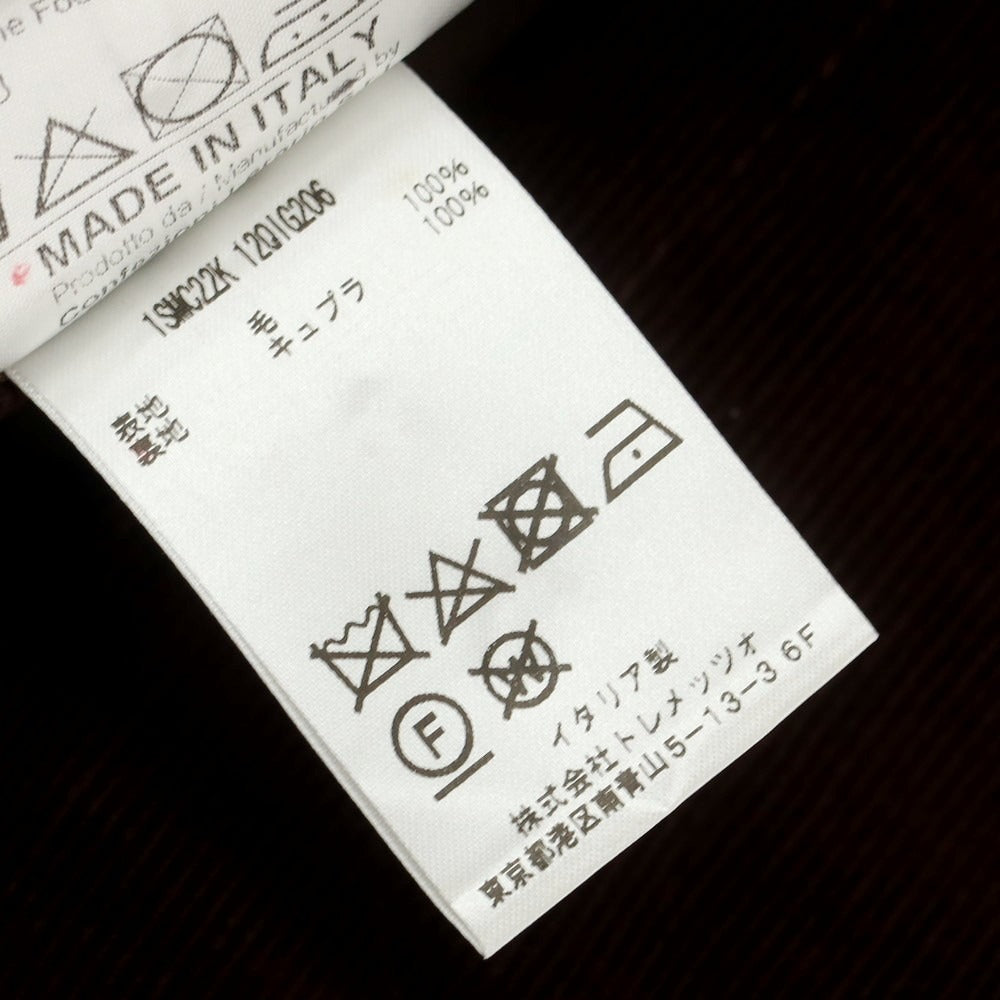 MADE IN ITALY
Prodotto da / Manufactured by
1SMC22K 12QIG206
表地 毛 100%
裏地 キュプラ 100%
F
W
イタリア製
株式会社トレメッツオ
東京都港区南青山5-13-3 6F